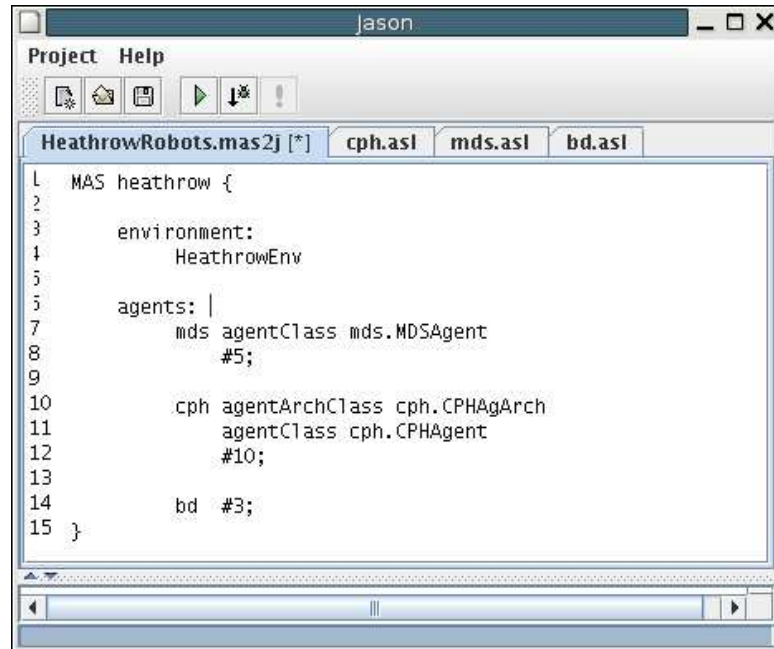 Jason
Project Help
HeathrowRobots.mas2j [*] cph.asl mds.asl bd.asl
1 MAS heathrow {
2
3 environment:
4 HeathrowEnv
5
6 agents:
7 mds agentClass mds.MDSAgent
8 #5;
9
10 cph agentArchClass cph.CPHAgArch
11 agentClass cph.CPHAgent
12 #10;
13
14 bd #3;
15 }